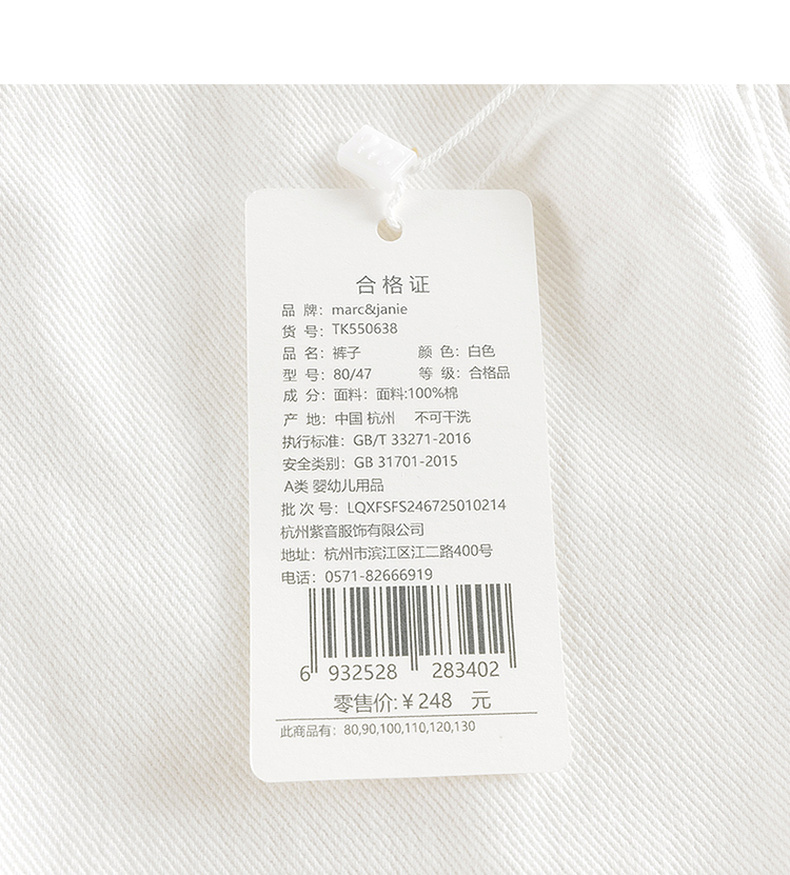 合格证
品 牌：marc&janie
货 号：TK550638
品 名：裤子 颜 色：白色
型 号：80/47 等 级：合格品
成 分：面料：面料:100%棉
产 地：中国 杭州 不可干洗
执行标准：GB/T 33271-2016
安全类别：GB 31701-2015
A类 婴幼儿用品
批 次 号：LQXFSFS246725010214
杭州紫音服饰有限公司
地址：杭州市滨江区江二路400号
电话：0571-82666919
6 932528 283402
零售价:¥248 元
此商品有：80,90,100,110,120,130